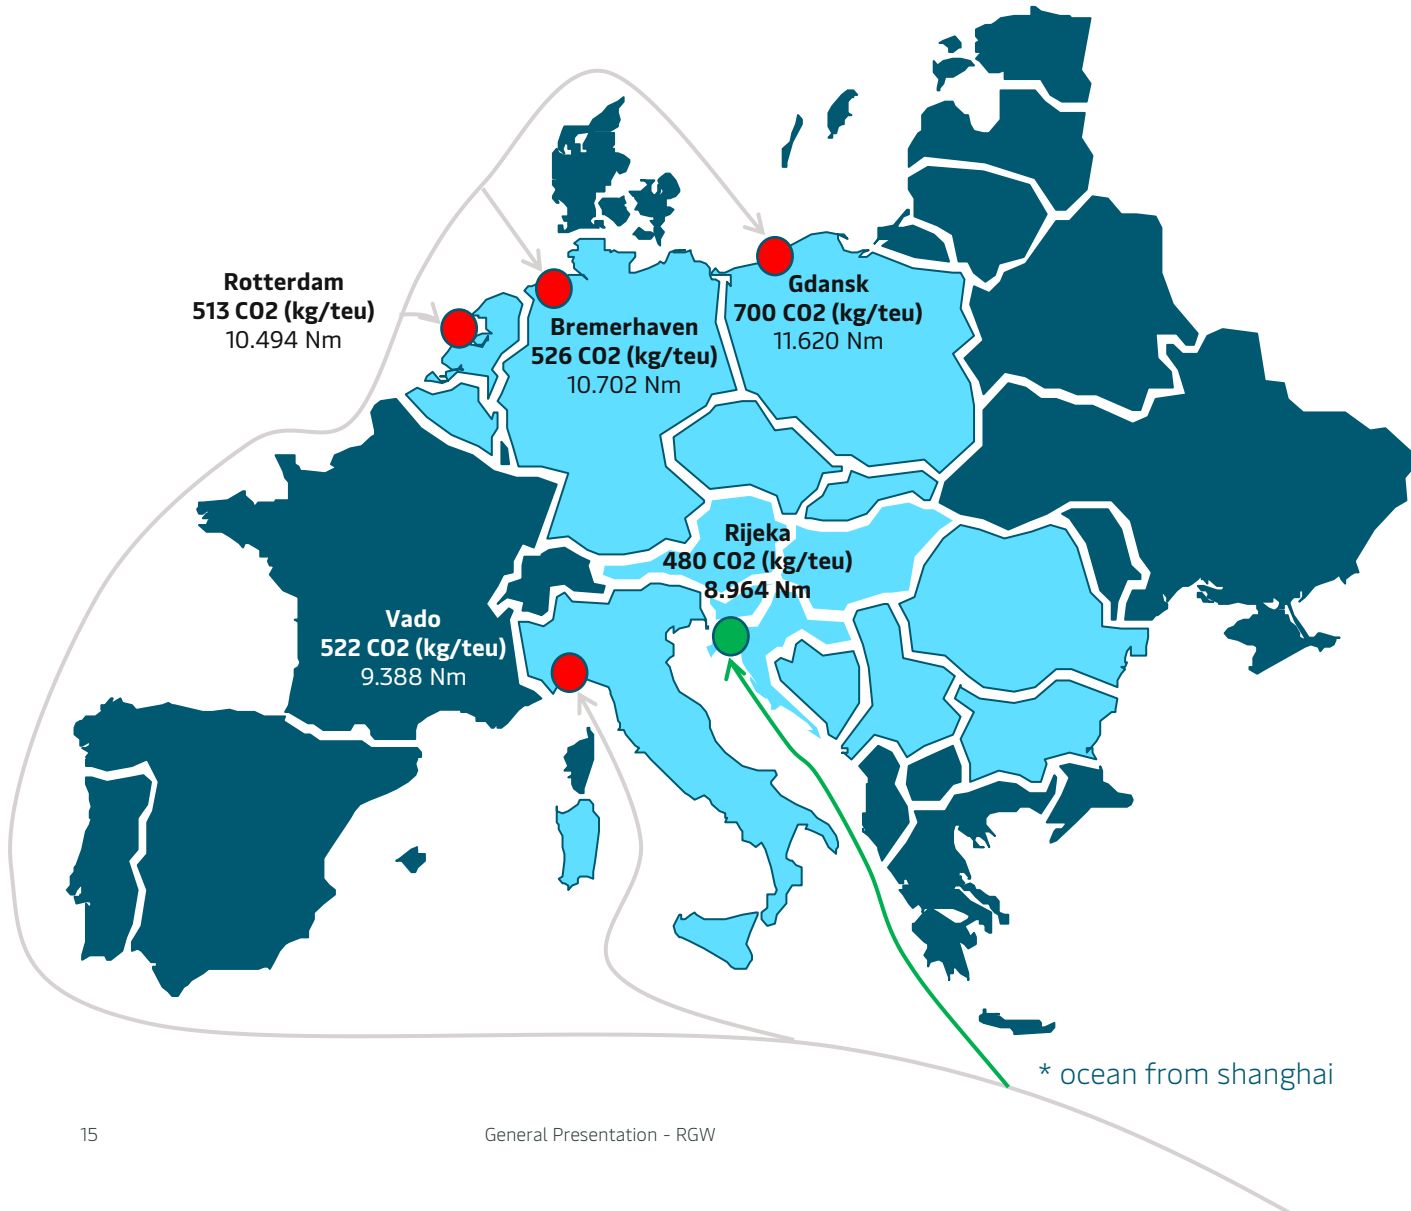 Rotterdam
513 CO2 (kg/teu)
10.494 Nm
Bremerhaven
526 CO2 (kg/teu)
10.702 Nm
Gdansk
700 CO2 (kg/teu)
11.620 Nm
Rijeka
480 CO2 (kg/teu)
8.964 Nm
Vado
522 CO2 (kg/teu)
9.388 Nm
* ocean from shanghai
15
General Presentation - RGW